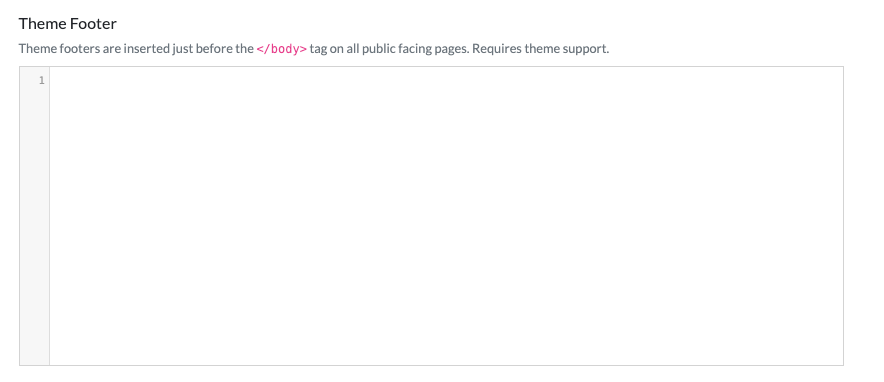 Theme Footer
Theme footers are inserted just before the </body> tag on all public facing pages. Requires theme support.
1